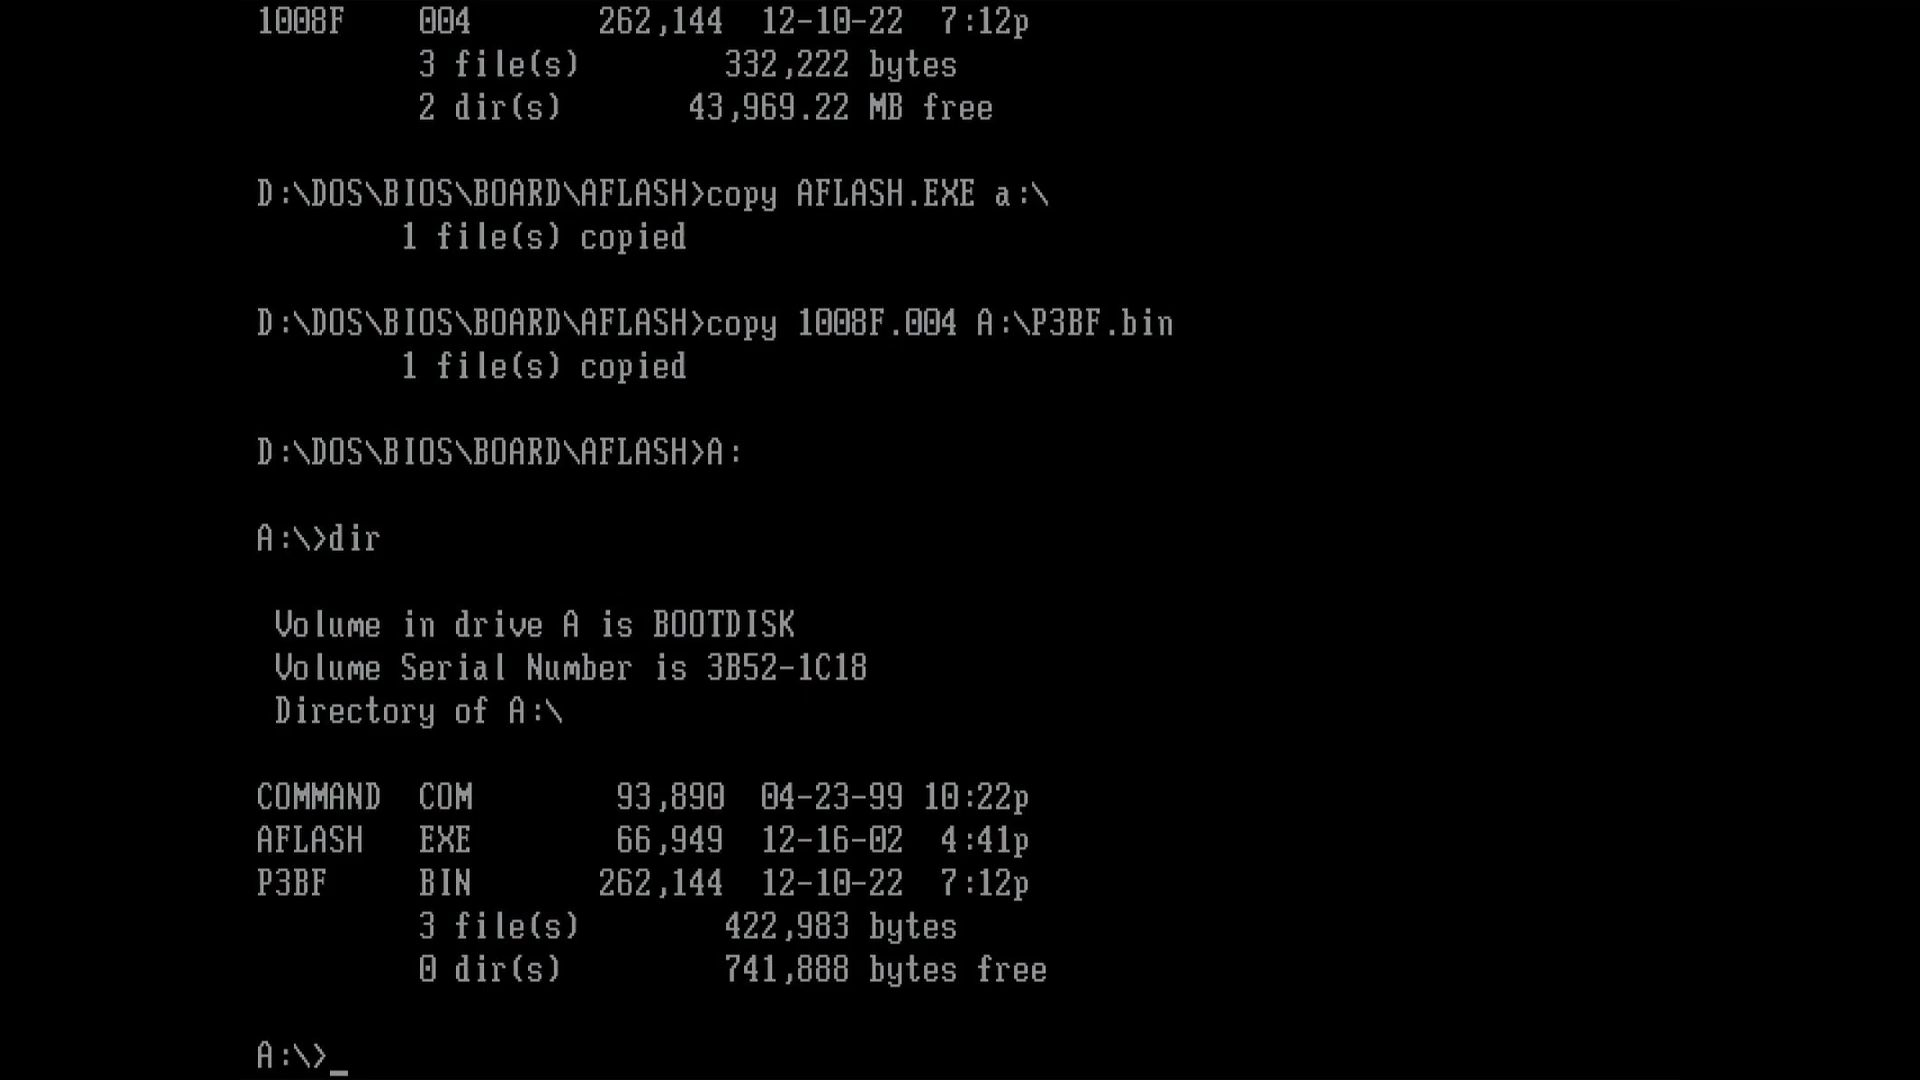 1008F    004       262,144  12-10-22  7:12p
         3 file(s)        332,222 bytes
         2 dir(s)       43,969.22 MB free
D:\DOS\BIOS\BOARD\AFLASH>copy AFLASH.EXE a:\
        1 file(s) copied
D:\DOS\BIOS\BOARD\AFLASH>copy 1008F.004 A:\P3BF.bin
        1 file(s) copied
D:\DOS\BIOS\BOARD\AFLASH>A:
A:\>dir
 Volume in drive A is BOOTDISK
 Volume Serial Number is 3B52-1C18
 Directory of A:\
COMMAND  COM        93,890  04-23-99 10:22p
AFLASH   EXE        66,949  12-16-02  4:41p
P3BF     BIN       262,144  12-10-22  7:12p
         3 file(s)        422,983 bytes
         0 dir(s)         741,888 bytes free
A:\>_